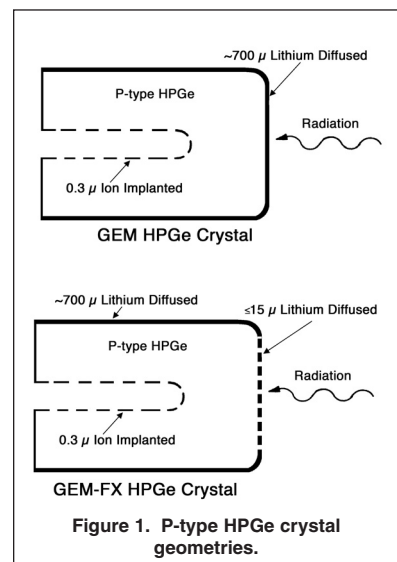 ~700 μ Lithium Diffused
P-type HPGe
Radiation
0.3 μ Ion Implanted
GEM HPGe Crystal
~700 μ Lithium Diffused
≤15 μ Lithium Diffused
P-type HPGe
Radiation
0.3 μ Ion Implanted
GEM-FX HPGe Crystal
Figure 1. P-type HPGe crystal
geometries.